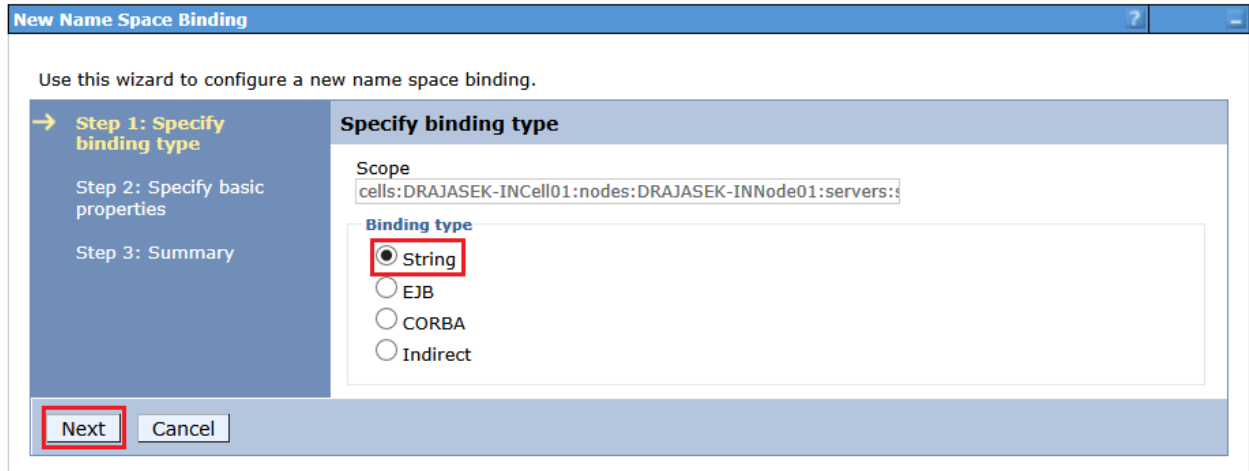 New Name Space Binding
?
Use this wizard to configure a new name space binding.
Step 1: Specify
binding type
Step 2: Specify basic
properties
Step 3: Summary
Specify binding type
Scope
cells:DRAJASEK-INCell01:nodes:DRAJASEK-INNode01:servers:s
Binding type
String
EJB
CORBA
Indirect
Next
Cancel